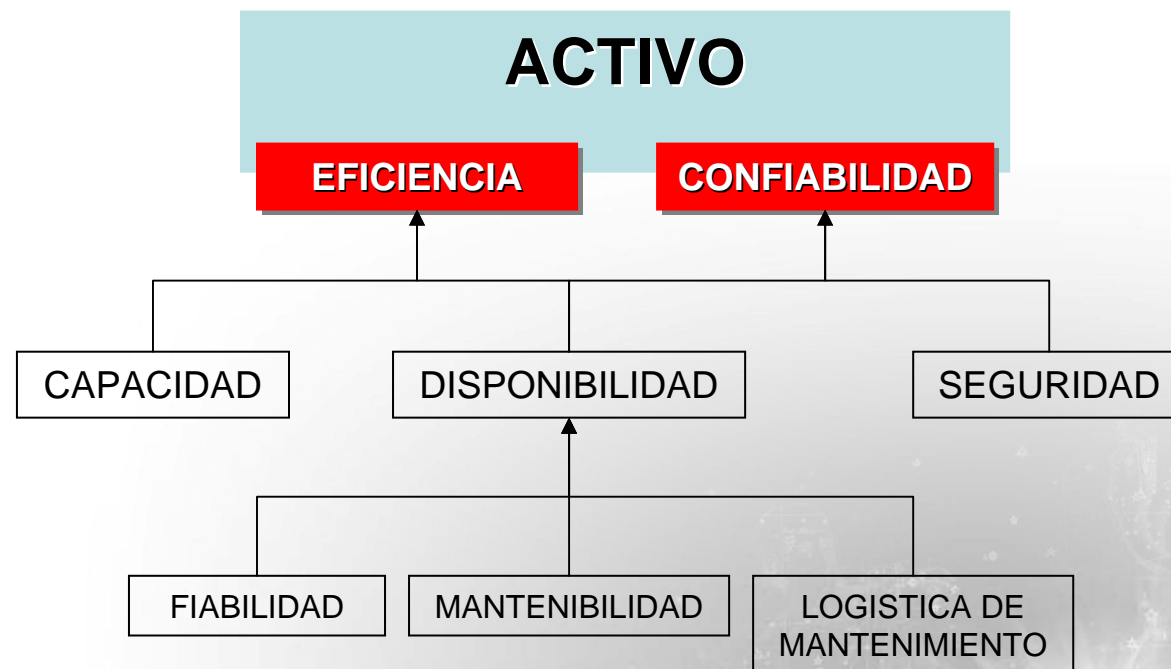 ACTIVO
EFICIENCIA
CONFIABILIDAD
CAPACIDAD
DISPONIBILIDAD
SEGURIDAD
FIABILIDAD
MANTENIBILIDAD
LOGISTICA DE
MANTENIMIENTO